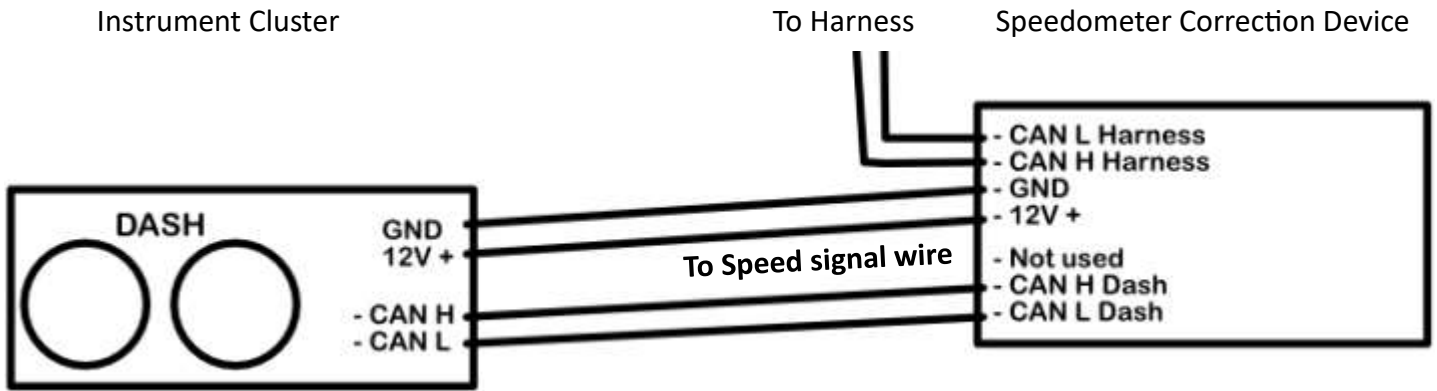 Instrument Cluster
To Harness
Speedometer Correction Device
- CAN L Harness
- CAN H Harness
- GND
- 12V +
- Not used
- CAN H Dash
- CAN L Dash
DASH
GND
12V +
- CAN H
- CAN L
To Speed signal wire